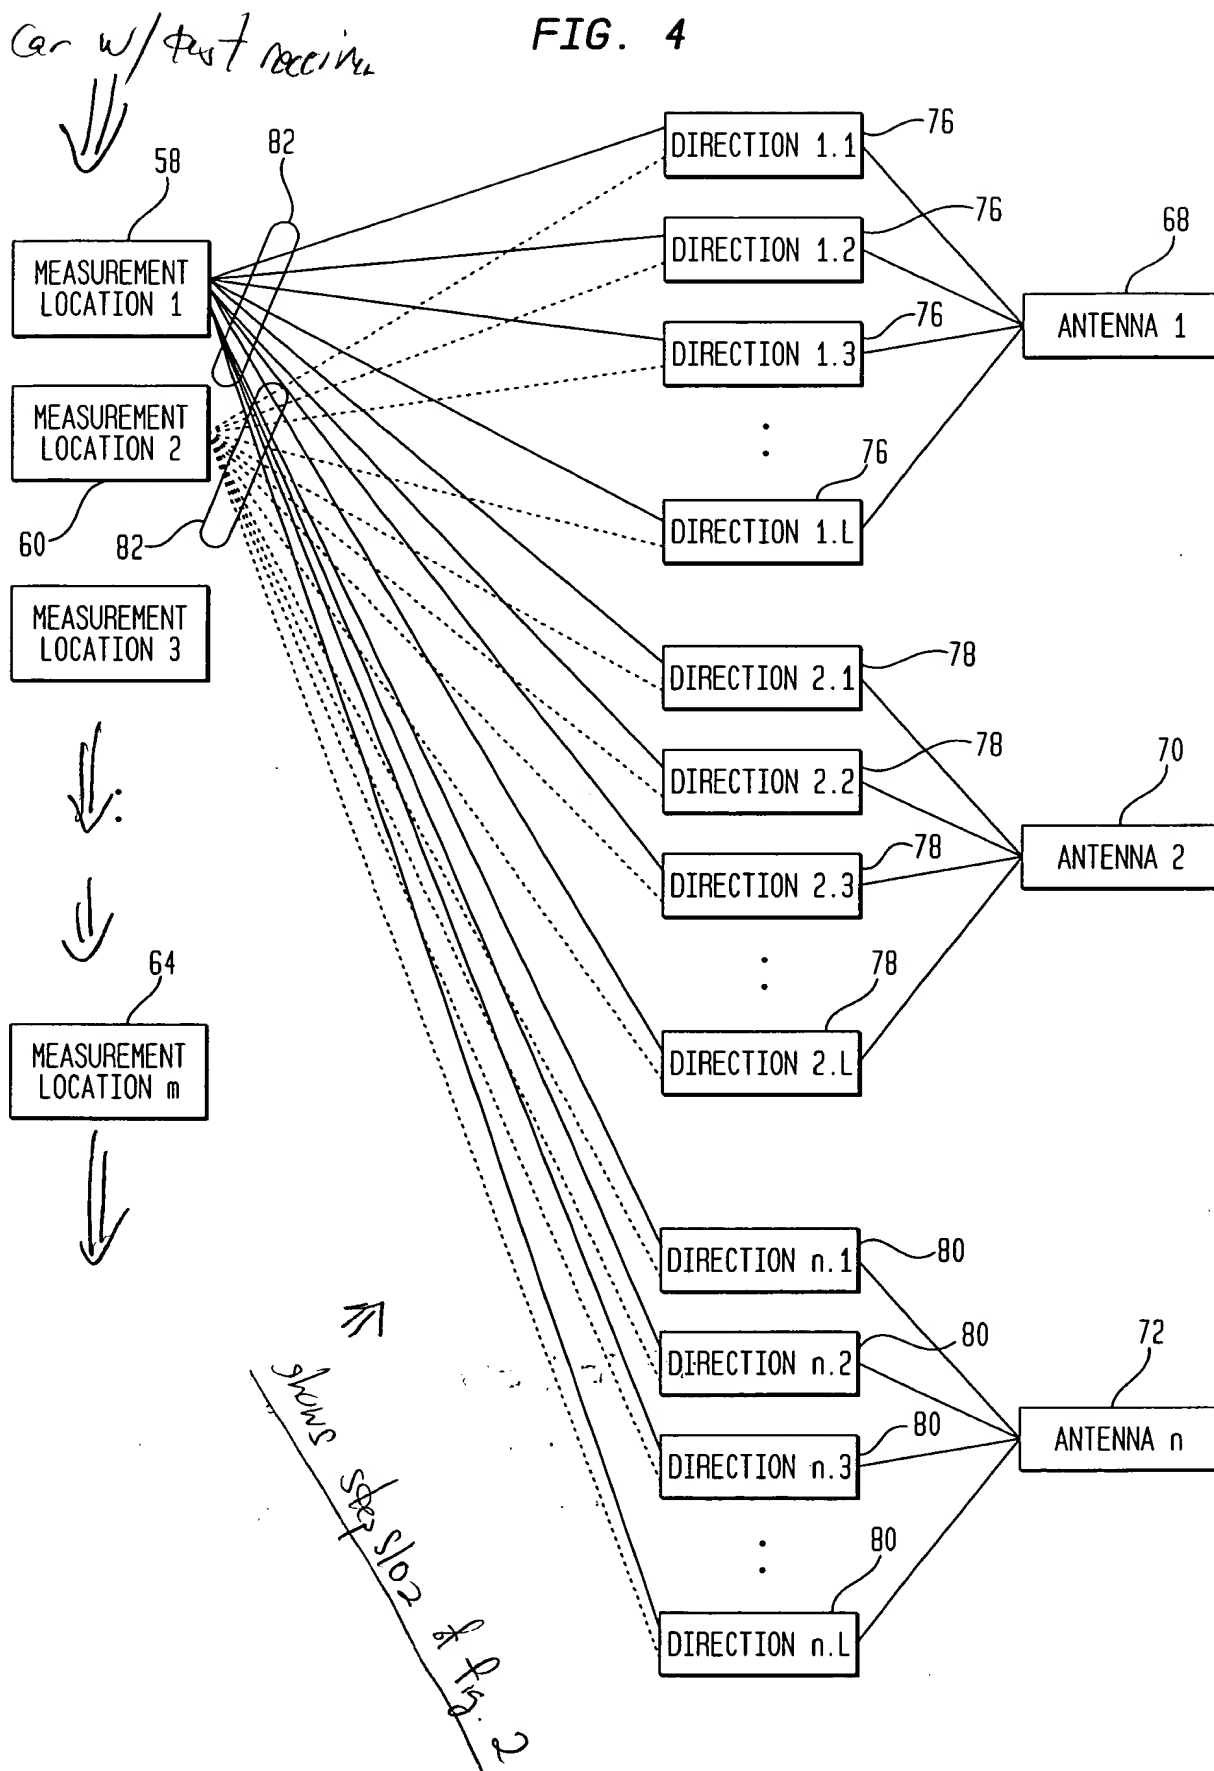 FIG. 4
Car w/ test receiver
58
82
MEASUREMENT
LOCATION 1
MEASUREMENT
LOCATION 2
60
82
MEASUREMENT
LOCATION 3
64
MEASUREMENT
LOCATION m
DIRECTION 1.1
76
DIRECTION 1.2
76
DIRECTION 1.3
76
DIRECTION 1.L
76
68
ANTENNA 1
DIRECTION 2.1
78
DIRECTION 2.2
78
DIRECTION 2.3
78
DIRECTION 2.L
78
70
ANTENNA 2
DIRECTION n.1
80
DIRECTION n.2
80
DIRECTION n.3
80
DIRECTION n.L
80
72
ANTENNA n
shows step S102 of fig. 2